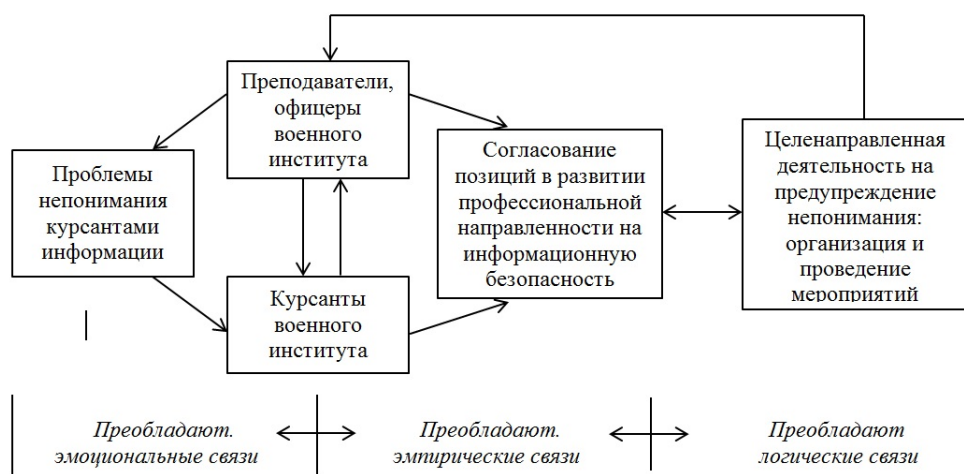 Преподаватели,
офицеры
военного
института
Проблемы
непонимания
курсантами
информации
Курсанты
военного
института
Согласование
позиций в развитии
профессиональной
направленности на
информационную
безопасность
Целенаправленная
деятельность на
предупреждение
непонимания:
организация и
проведение
мероприятий
Преобладают.
эмоциональные связи
Преобладают.
эмпирические связи
Преобладают
логические связи